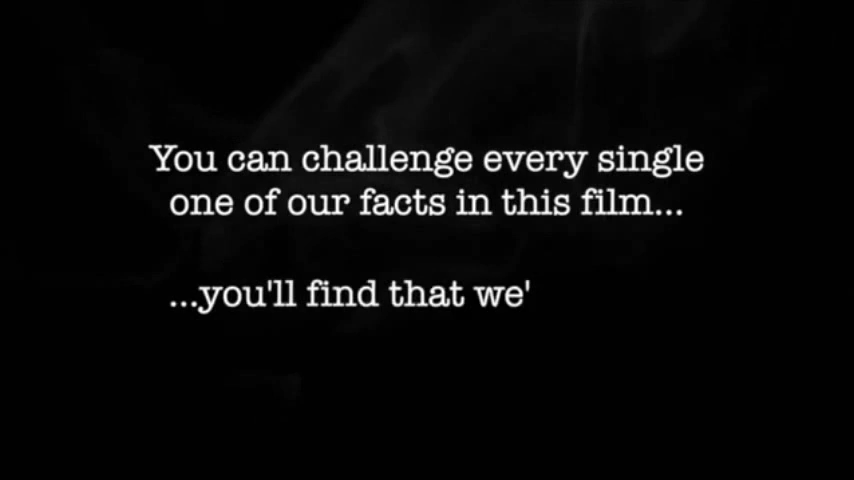 You can challenge every single
one of our facts in this film...
...you'll find that we'